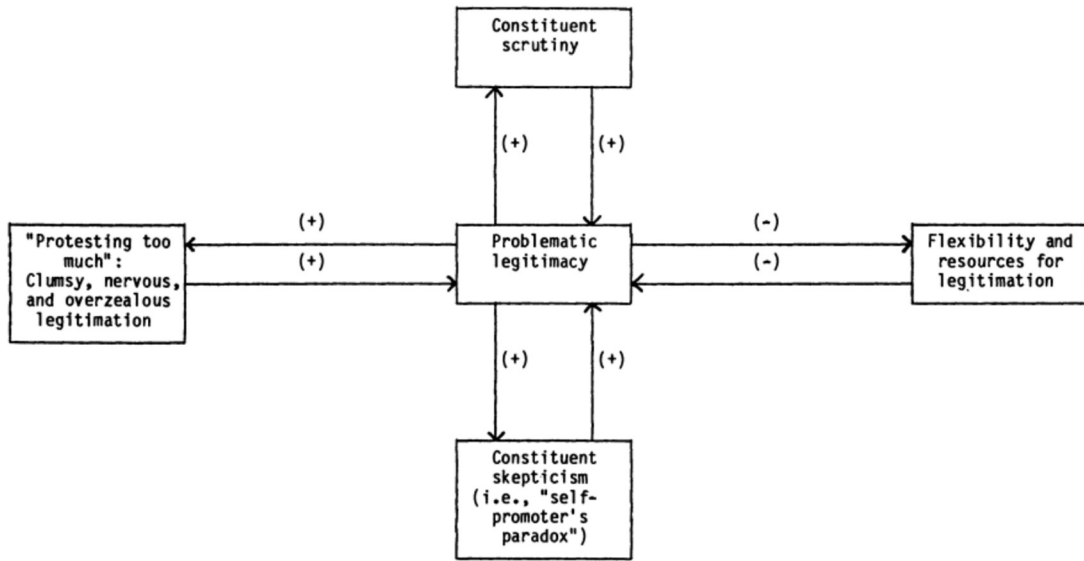 Constituent
scrutiny
(+)
(+)
"Protesting too
much":
Clumsy, nervous,
and overzealous
legitimation
(+)
(+)
Problematic
legitimacy
(-)
(-)
Flexibility and
resources for
legitimation
(+)
(+)
Constituent
skepticism
(i.e., "self-
promoter's
paradox")